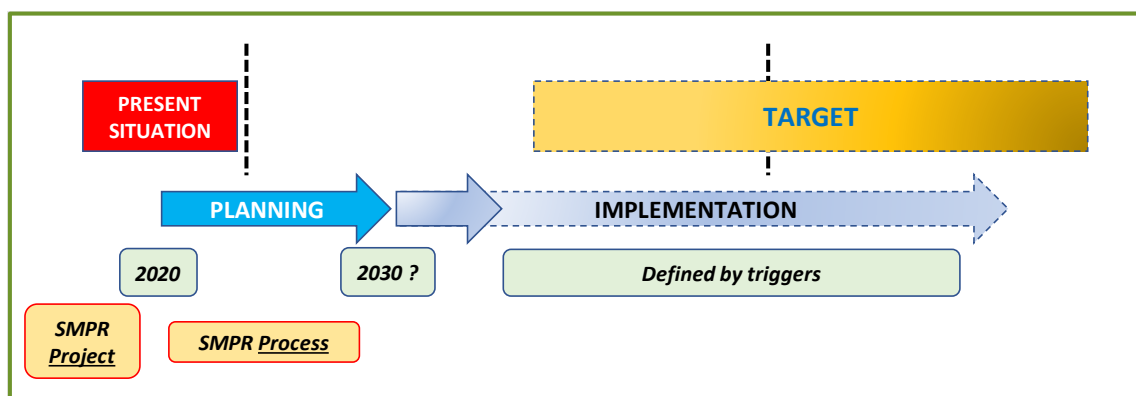 PRESENT
SITUATION
TARGET
PLANNING
IMPLEMENTATION
2020
2030 ?
Defined by triggers
SMPR
Project
SMPR Process